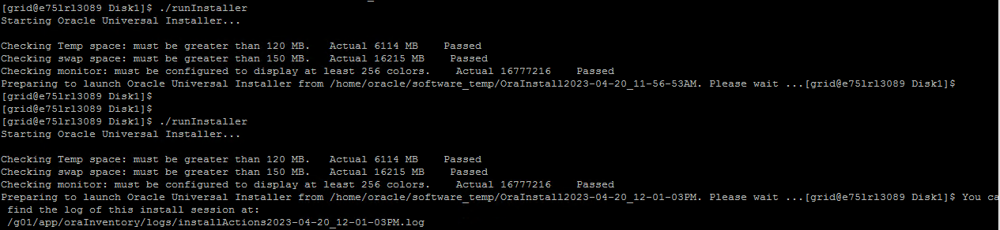 [grid@e75lrl3089 Disk1]$ ./runInstaller
Starting Oracle Universal Installer...
Checking Temp space: must be greater than 120 MB.   Actual 6114 MB    Passed
Checking swap space: must be greater than 150 MB.   Actual 16215 MB    Passed
Checking monitor: must be configured to display at least 256 colors.    Actual 16777216    Passed
Preparing to launch Oracle Universal Installer from /home/oracle/software_temp/OraInstall2023-04-20_11-56-53AM. Please wait ...[grid@e75lrl3089 Disk1]$
[grid@e75lrl3089 Disk1]$
[grid@e75lrl3089 Disk1]$
[grid@e75lrl3089 Disk1]$ ./runInstaller
Starting Oracle Universal Installer...
Checking Temp space: must be greater than 120 MB.   Actual 6114 MB    Passed
Checking swap space: must be greater than 150 MB.   Actual 16215 MB    Passed
Checking monitor: must be configured to display at least 256 colors.    Actual 16777216    Passed
Preparing to launch Oracle Universal Installer from /home/oracle/software_temp/OraInstall2023-04-20_12-01-03PM. Please wait ...[grid@e75lrl3089 Disk1]$ You ca
 find the log of this install session at:
 /g01/app/oraInventory/logs/installActions2023-04-20_12-01-03PM.log